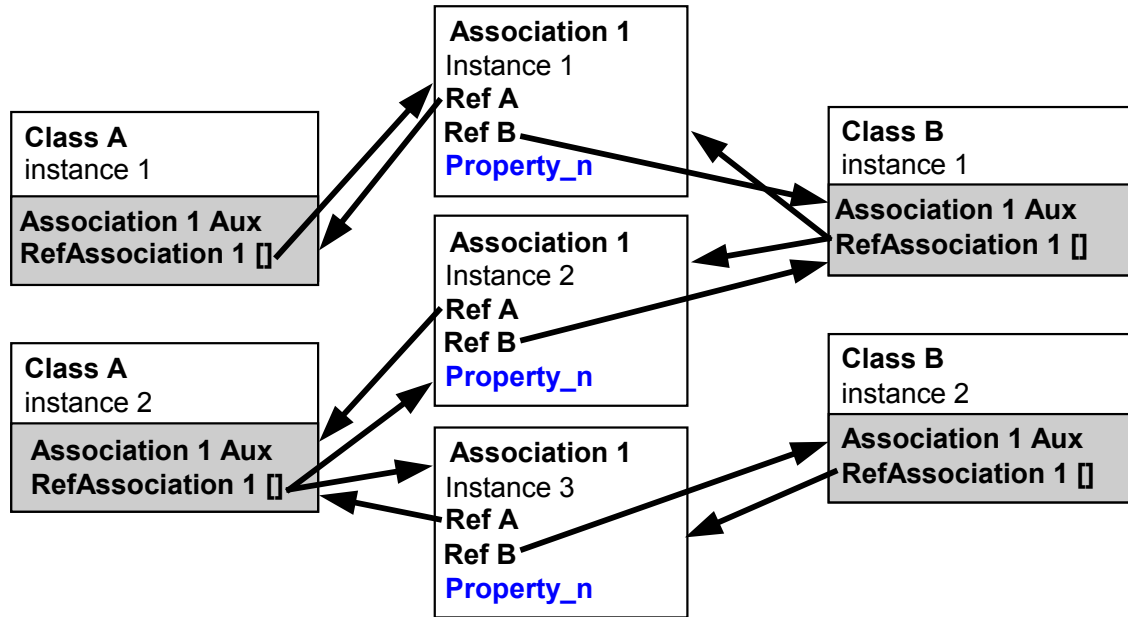 Association 1
Instance 1
Ref A
Ref B
Property_n
Class A
instance 1
Association 1 Aux
RefAssociation 1 []
Class B
instance 1
Association 1 Aux
RefAssociation 1 []
Association 1
Instance 2
Ref A
Ref B
Property_n
Class A
instance 2
Association 1 Aux
RefAssociation 1 []
Class B
instance 2
Association 1 Aux
RefAssociation 1 []
Association 1
Instance 3
Ref A
Ref B
Property_n